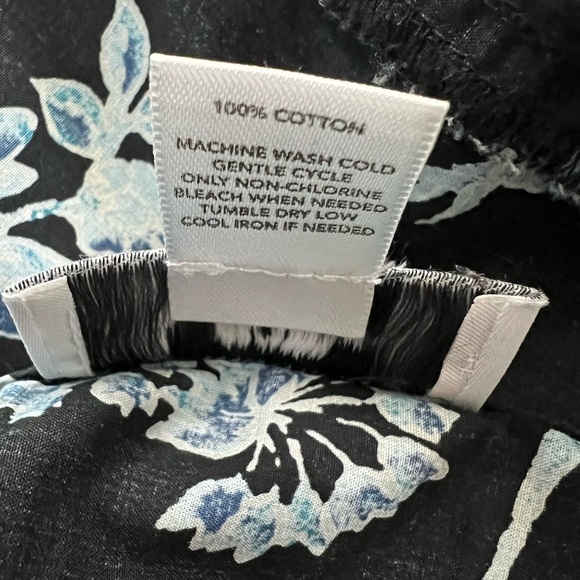 100% COTTON
MACHINE WASH COLD
GENTLE CYCLE
ONLY NON-CHLORINE
BLEACH WHEN NEEDED
TUMBLE DRY LOW
COOL IRON IF NEEDED